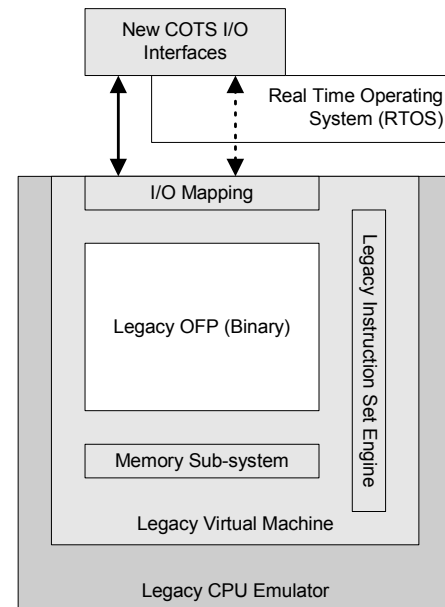 New COTS I/O
Interfaces
Real Time Operating
System (RTOS)
I/O Mapping
Legacy OFP (Binary)
Legacy Instruction Set Engine
Memory Sub-system
Legacy Virtual Machine
Legacy CPU Emulator